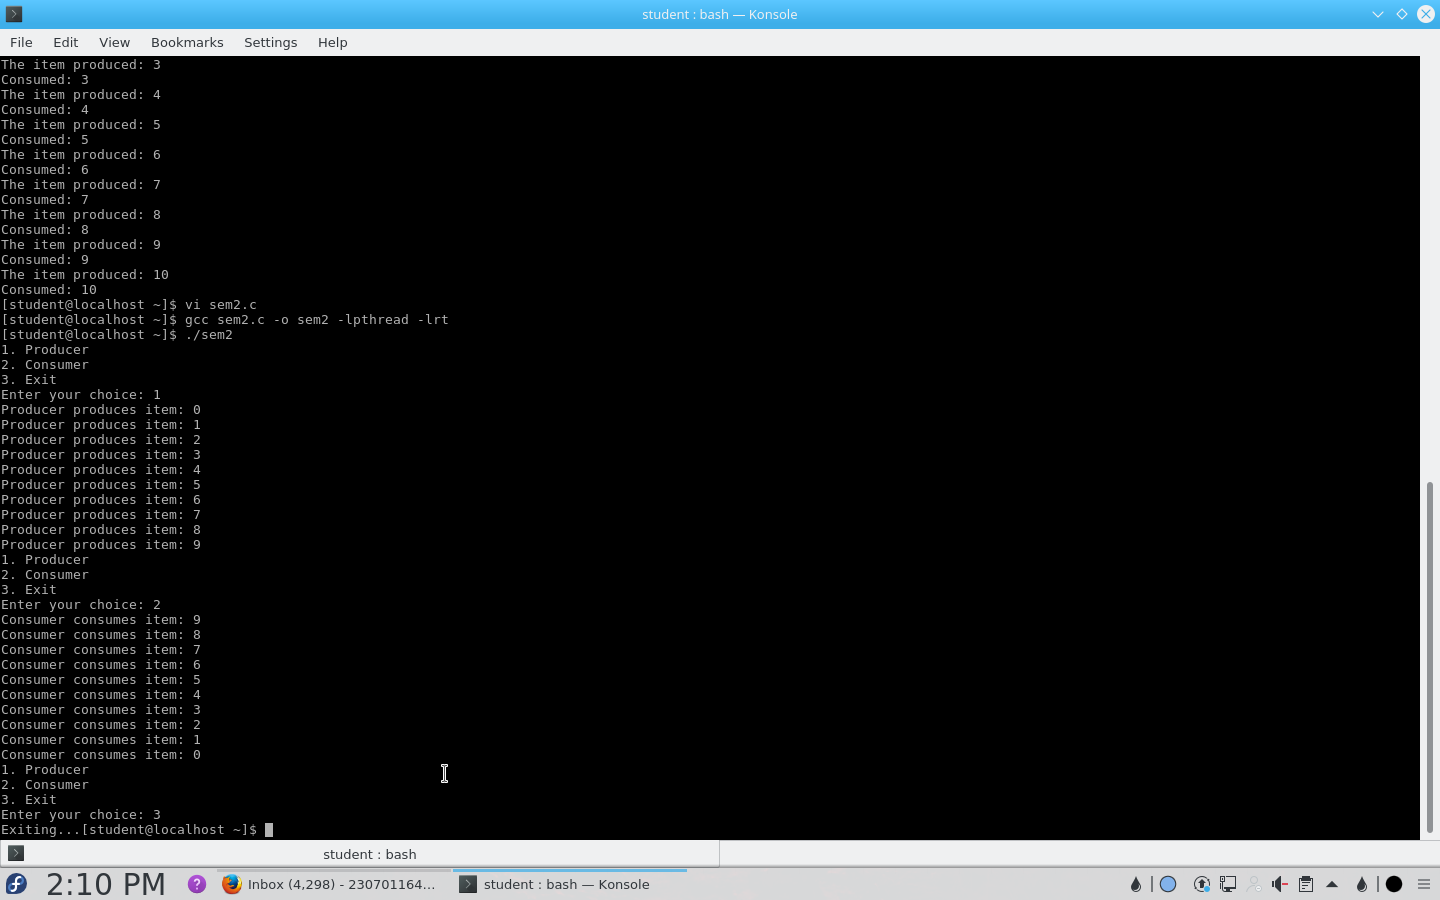 student : bash — Konsole
File Edit View Bookmarks Settings Help
The item produced: 3
Consumed: 3
The item produced: 4
Consumed: 4
The item produced: 5
Consumed: 5
The item produced: 6
Consumed: 6
The item produced: 7
Consumed: 7
The item produced: 8
Consumed: 8
The item produced: 9
Consumed: 9
The item produced: 10
Consumed: 10
[student@localhost ~]$ vi sem2.c
[student@localhost ~]$ gcc sem2.c -o sem2 -lpthread -lrt
[student@localhost ~]$ ./sem2
1. Producer
2. Consumer
3. Exit
Enter your choice: 1
Producer produces item: 0
Producer produces item: 1
Producer produces item: 2
Producer produces item: 3
Producer produces item: 4
Producer produces item: 5
Producer produces item: 6
Producer produces item: 7
Producer produces item: 8
Producer produces item: 9
1. Producer
2. Consumer
3. Exit
Enter your choice: 2
Consumer consumes item: 9
Consumer consumes item: 8
Consumer consumes item: 7
Consumer consumes item: 6
Consumer consumes item: 5
Consumer consumes item: 4
Consumer consumes item: 3
Consumer consumes item: 2
Consumer consumes item: 1
Consumer consumes item: 0
1. Producer
2. Consumer
3. Exit
Enter your choice: 3
Exiting...[student@localhost ~]$
student : bash
2:10 PM
Inbox (4,298) - 230701164...
student : bash — Konsole